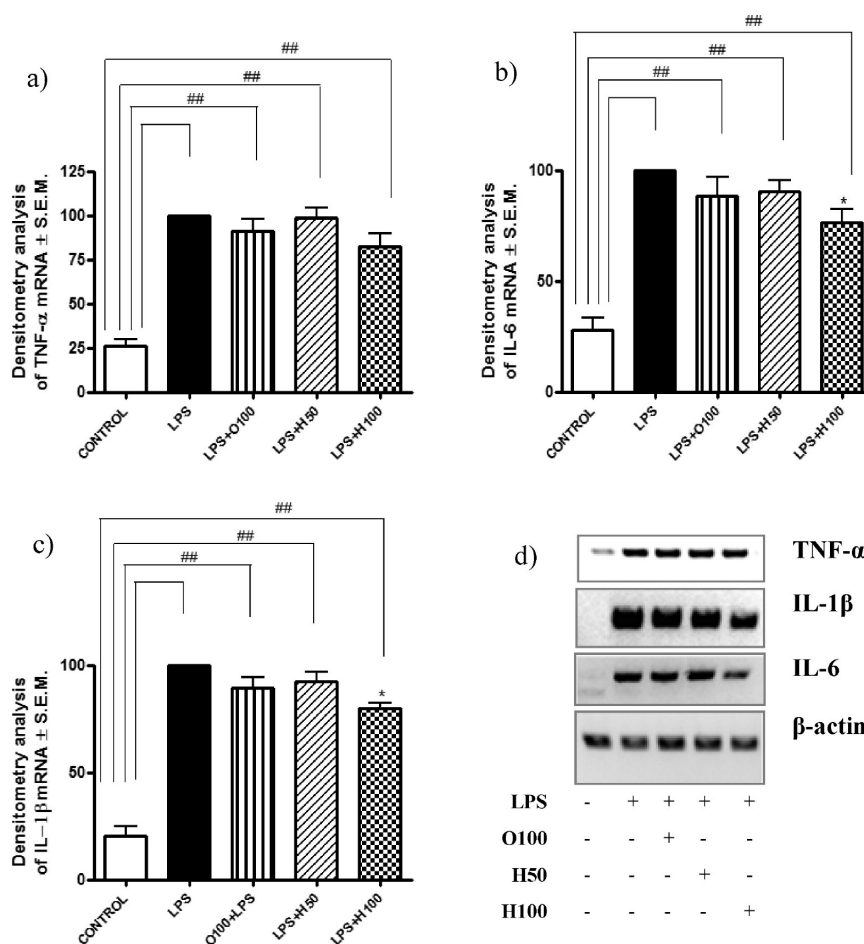 a)
##
##
##
Densitometry analysis
of TNF-α mRNA ± S.E.M.
125
100
75
50
25
0
CONTROL
LPS
LPS+O100
LPS+H50
LPS+H100
b)
##
##
##
Densitometry analysis
of IL-6 mRNA ± S.E.M.
100
50
0
*
CONTROL
LPS
LPS+O100
LPS+H50
LPS+H100
c)
##
##
##
Densitometry analysis
of IL-1β mRNA ± S.E.M.
100
50
0
*
CONTROL
LPS
O100+LPS
LPS+H50
LPS+H100
d)
TNF-α
IL-1β
IL-6
β-actin
LPS - + + + +
O100 - - + - -
H50 - - - + -
H100 - - - - +